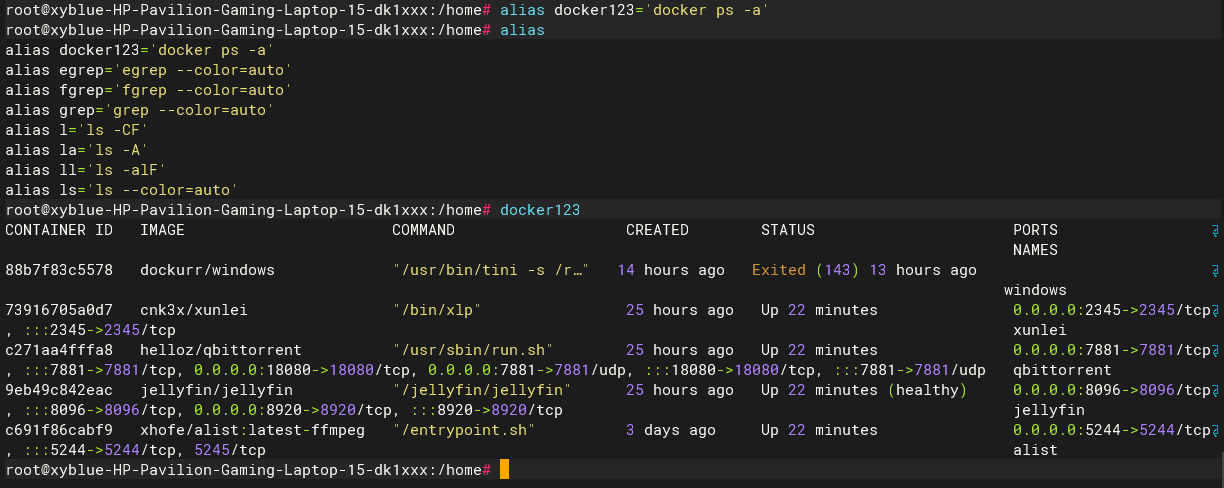 root@xyblue-HP-Pavilion-Gaming-Laptop-15-dk1xxx:/home# alias docker123='docker ps -a'
root@xyblue-HP-Pavilion-Gaming-Laptop-15-dk1xxx:/home# alias
alias docker123='docker ps -a'
alias egrep='egrep --color=auto'
alias fgrep='fgrep --color=auto'
alias grep='grep --color=auto'
alias l='ls -CF'
alias la='ls -A'
alias ll='ls -alF'
alias ls='ls --color=auto'
root@xyblue-HP-Pavilion-Gaming-Laptop-15-dk1xxx:/home# docker123
CONTAINER ID   IMAGE                       COMMAND                   CREATED        STATUS                      PORTS
NAMES
88b7f83c5578   dockurr/windows             "/usr/bin/tini -s /r…"   14 hours ago   Exited (143) 13 hours ago
windows
73916705a0d7   cnk3x/xunlei                "/bin/xlp"                25 hours ago   Up 22 minutes               0.0.0.0:2345->2345/tcp
, :::2345->2345/tcp                                                                                             xunlei
c271aa4fffa8   helloz/qbittorrent          "/usr/sbin/run.sh"        25 hours ago   Up 22 minutes               0.0.0.0:7881->7881/tcp
, :::7881->7881/tcp, 0.0.0.0:18080->18080/tcp, 0.0.0.0:7881->7881/udp, :::18080->18080/tcp, :::7881->7881/udp   qbittorrent
9eb49c842eac   jellyfin/jellyfin           "/jellyfin/jellyfin"      25 hours ago   Up 22 minutes (healthy)     0.0.0.0:8096->8096/tcp
, :::8096->8096/tcp, 0.0.0.0:8920->8920/tcp, :::8920->8920/tcp                                                  jellyfin
c691f86cabf9   xhofe/alist:latest-ffmpeg   "/entrypoint.sh"          3 days ago     Up 22 minutes               0.0.0.0:5244->5244/tcp
, :::5244->5244/tcp, 5245/tcp                                                                                   alist
root@xyblue-HP-Pavilion-Gaming-Laptop-15-dk1xxx:/home#